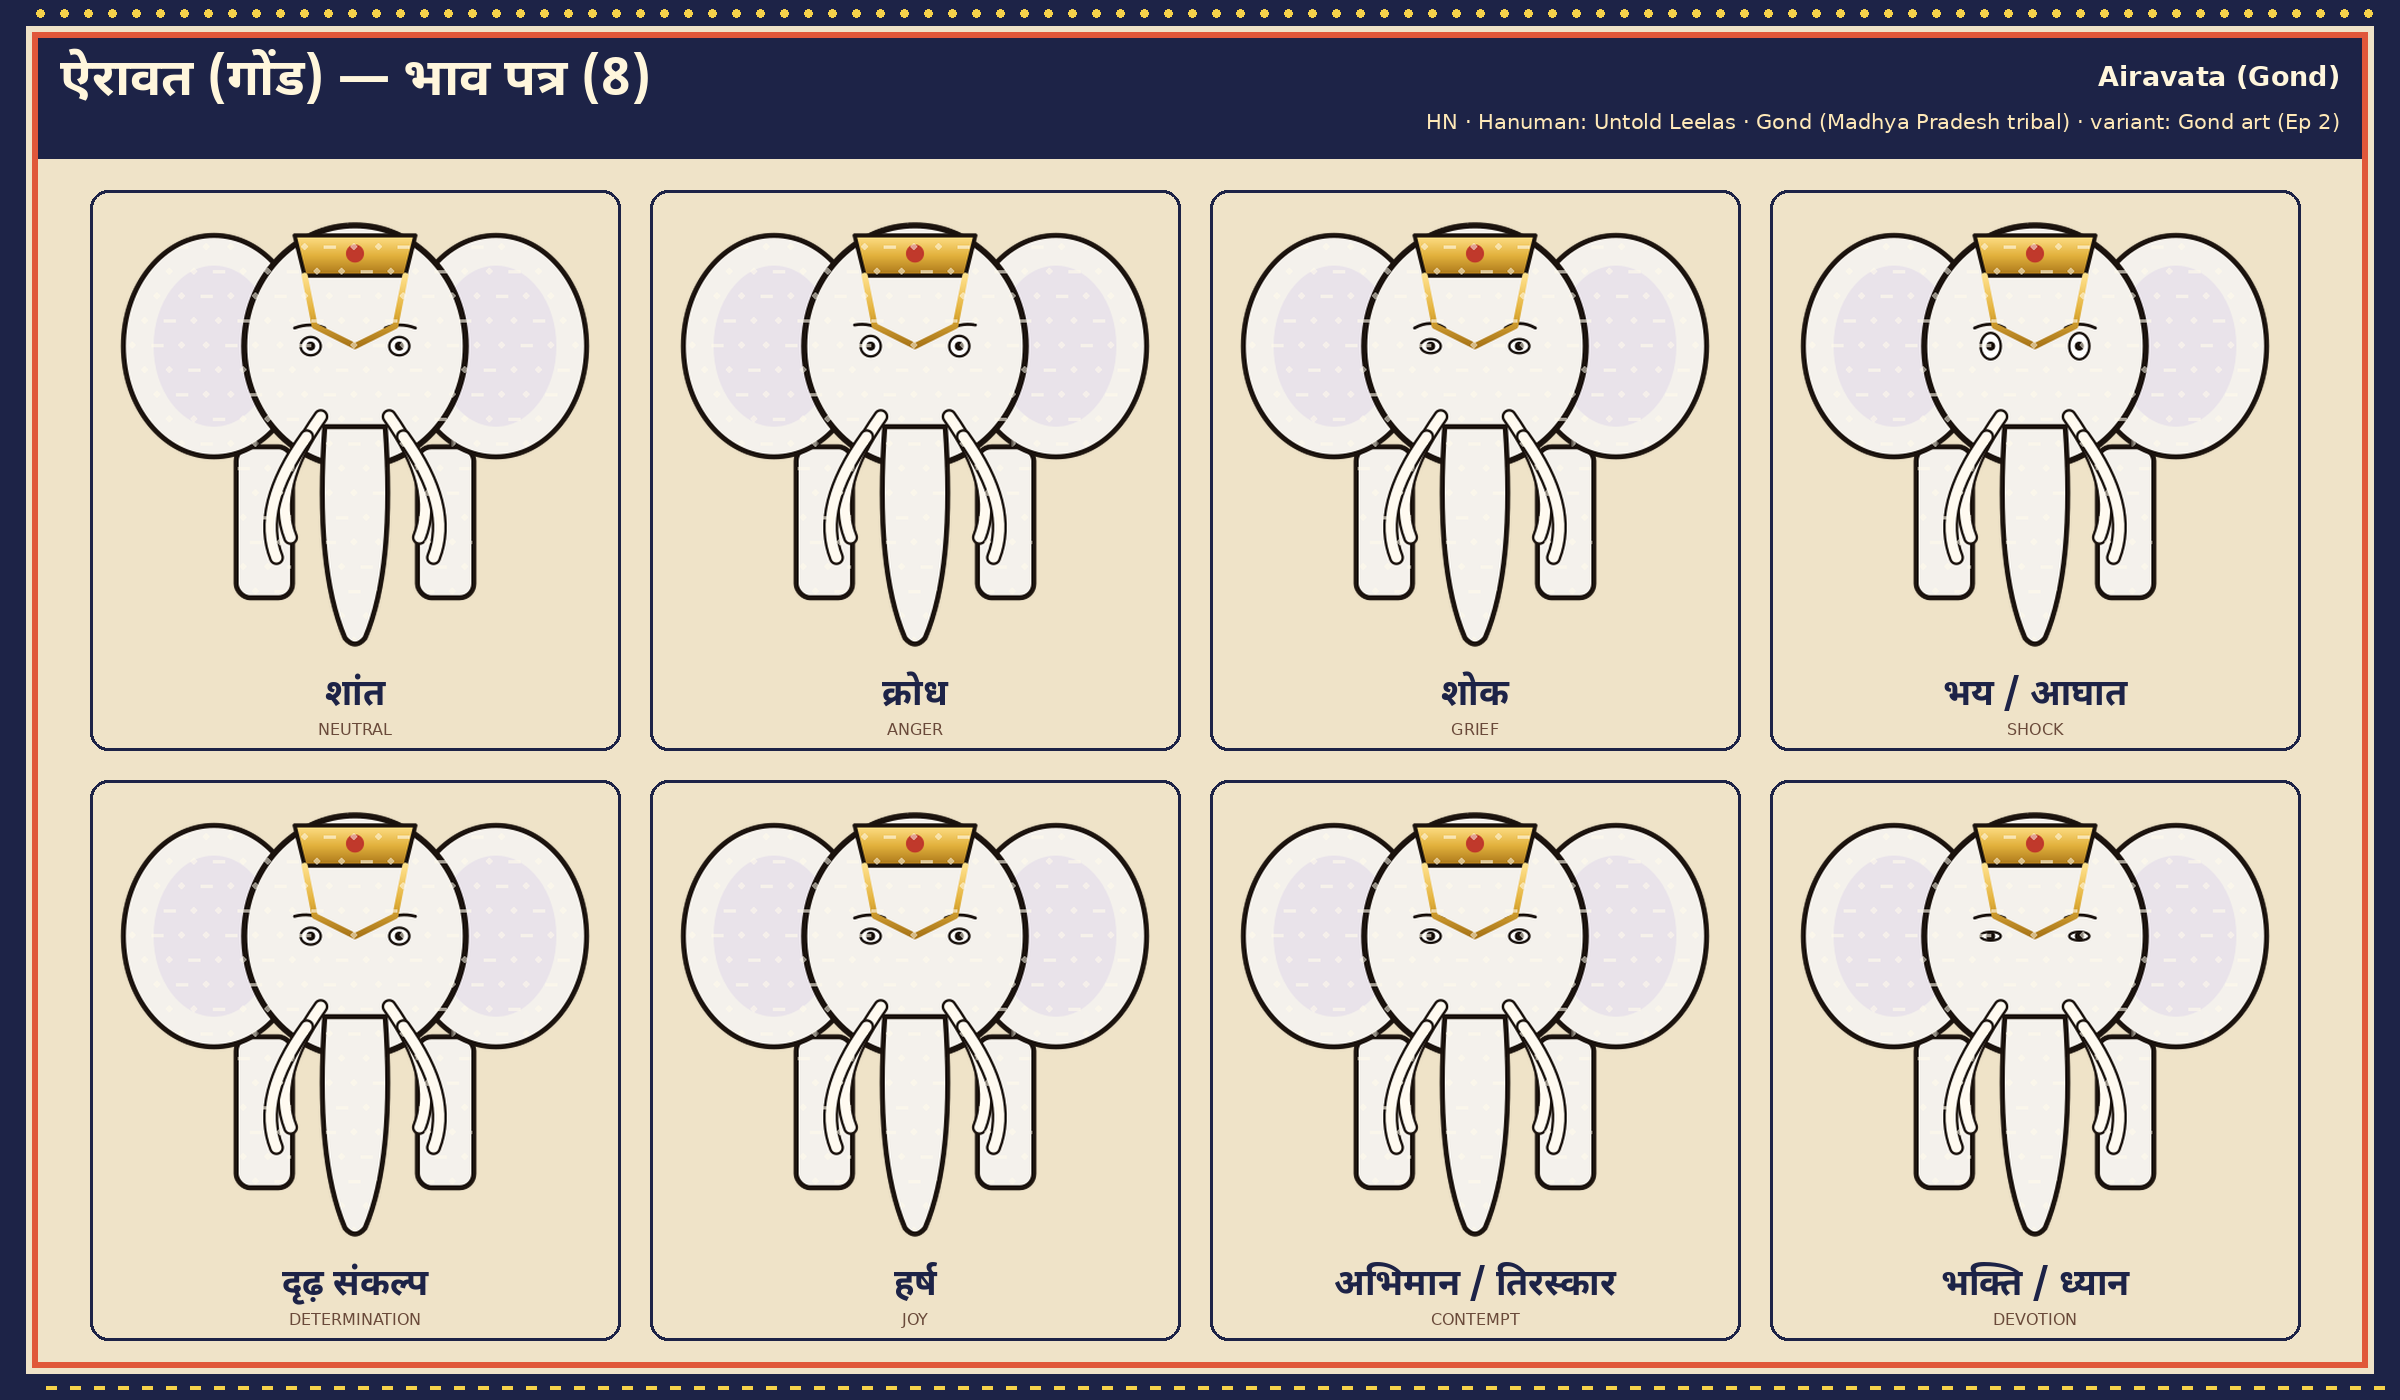 ऐरावत (गोंड) — भाव पत्र (8)
Airavata (Gond)
HN · Hanuman: Untold Leelas · Gond (Madhya Pradesh tribal) · variant: Gond art (Ep 2)
शांत
NEUTRAL
क्रोध
ANGER
शोक
GRIEF
भय / आघात
SHOCK
दृढ़ संकल्प
DETERMINATION
हर्ष
JOY
अभिमान / तिरस्कार
CONTEMPT
भक्ति / ध्यान
DEVOTION